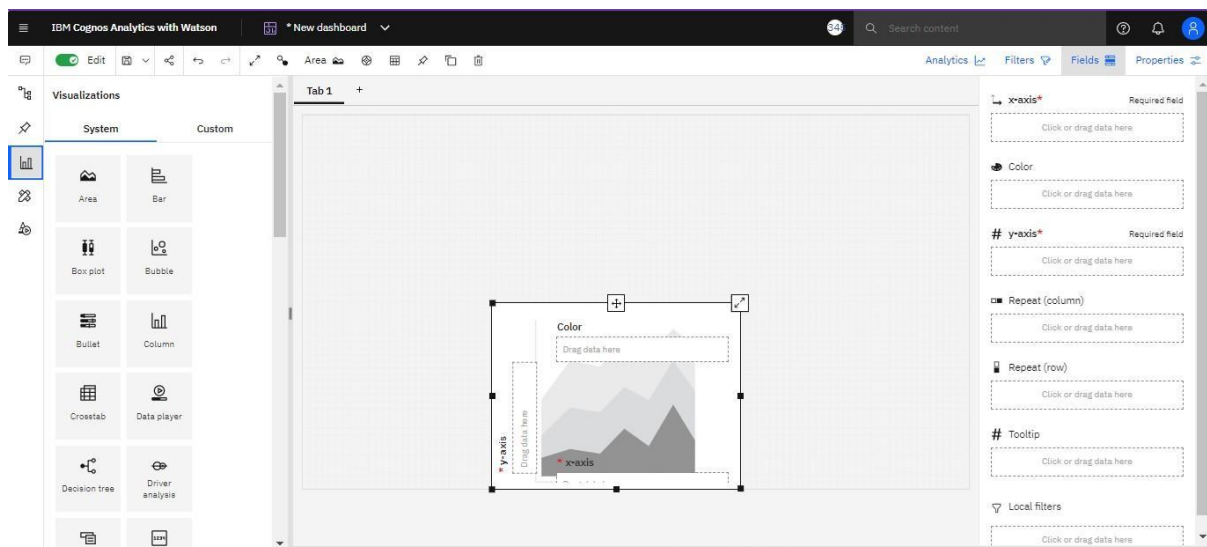 IBM Cognos Analytics with Watson
* New dashboard
Search content
Edit
Area
Analytics
Filters
Fields
Properties
Visualizations
System
Custom
Area
Bar
Box plot
Bubble
Bullet
Column
Crosstab
Data player
Decision tree
Driver
analysis
Tab 1 +
Color
Drag data here
* y-axis
Drag data here
* x-axis
x-axis* Required field
Click or drag data here
Color
Click or drag data here
# y-axis* Required field
Click or drag data here
Repeat (column)
Click or drag data here
Repeat (row)
Click or drag data here
# Tooltip
Click or drag data here
Local filters
Click or drag data here